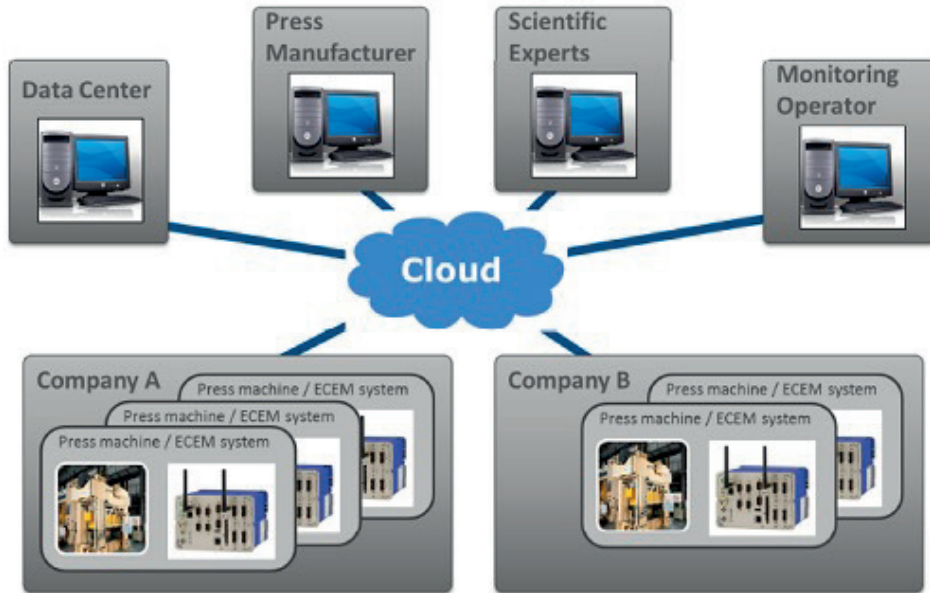 Press
Manufacturer
Scientific
Experts
Data Center
Monitoring
Operator
Cloud
Company A
Press machine / ECEM system
Press machine / ECEM system
Press machine / ECEM system
Company B
Press machine / ECEM system
Press machine / ECEM system